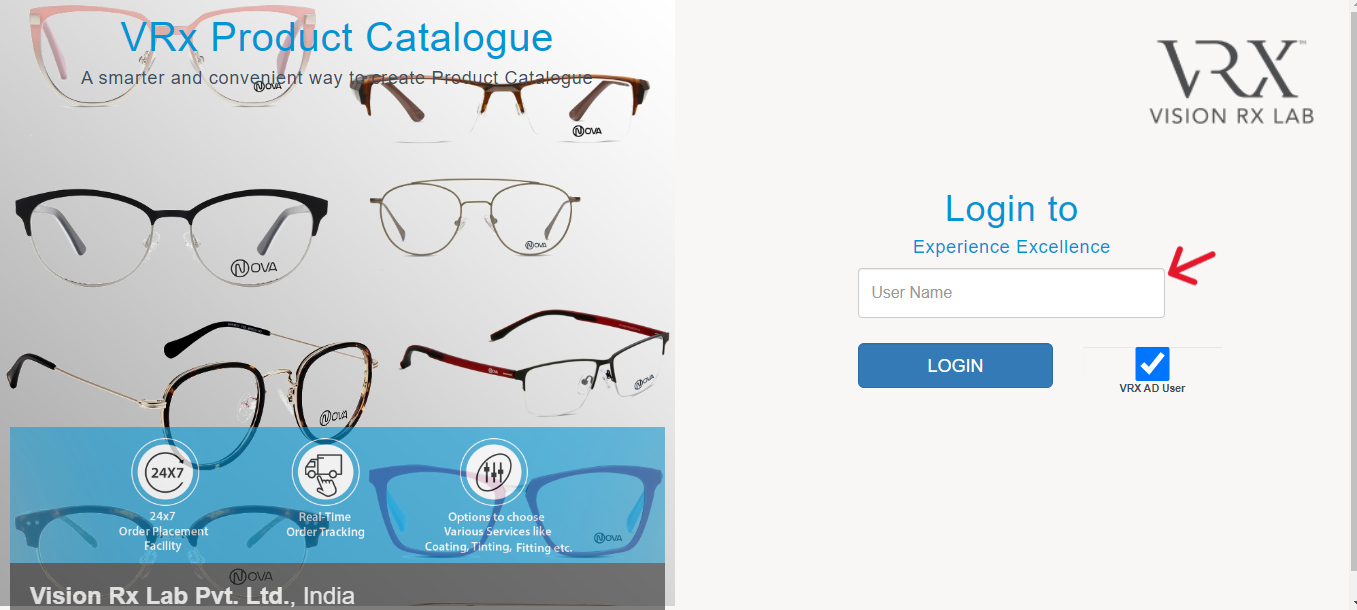 VRx Product Catalogue
A smarter and convenient way to create Product Catalogue
NOVA
NOVA
NOVA
NOVA
NOVA
NOVA
24X7
24x7
Order Placement
Facility
Real-Time
Order Tracking
Options to choose
Various Services like
Coating, Tinting, Fitting etc.
NOVA
NOVA
Vision Rx Lab Pvt. Ltd., India
VRX™
VISION RX LAB
Login to
Experience Excellence
User Name
LOGIN
VRX AD User